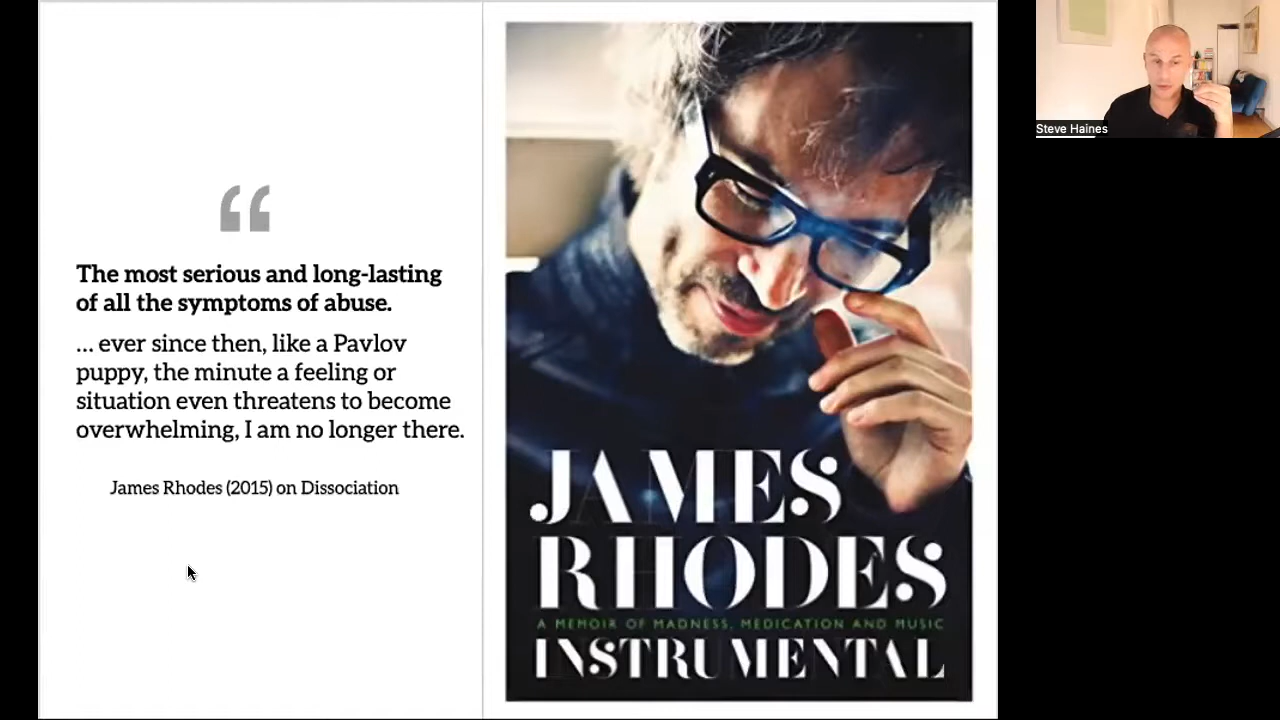 “
The most serious and long-lasting
of all the symptoms of abuse.
... ever since then, like a Pavlov
puppy, the minute a feeling or
situation even threatens to become
overwhelming, I am no longer there.
James Rhodes (2015) on Dissociation
JAMES
RHODES
A MEMOIR OF MADNESS, MEDICATION AND MUSIC
INSTRUMENTAL
Steve Haines